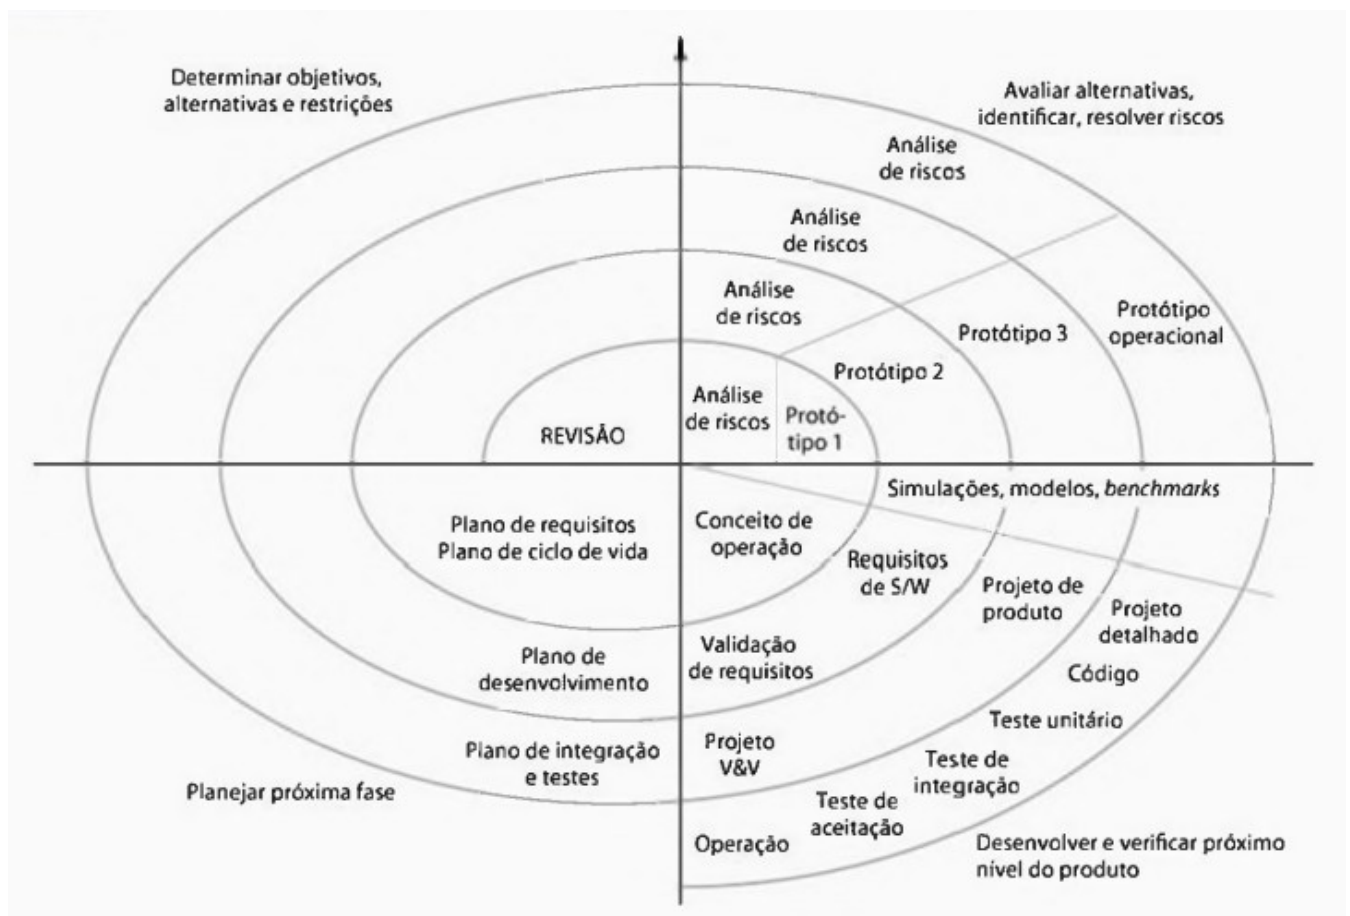 Determinar objetivos,
alternativas e restrições
Avaliar alternativas,
identificar, resolver riscos
Análise
de riscos
Análise
de riscos
Análise
de riscos
Análise
de riscos
Protótipo
operacional
Protótipo 3
Protótipo 2
Protó-
tipo 1
REVISÃO
Simulações, modelos, benchmarks
Plano de requisitos
Plano de ciclo de vida
Conceito de
operação
Requisitos
de S/W
Projeto de
produto
Projeto
detalhado
Plano de
desenvolvimento
Validação
de requisitos
Código
Teste unitário
Plano de integração
e testes
Projeto
V&V
Teste de
integração
Teste de
aceitação
Operação
Planejar próxima fase
Desenvolver e verificar próximo
nível do produto